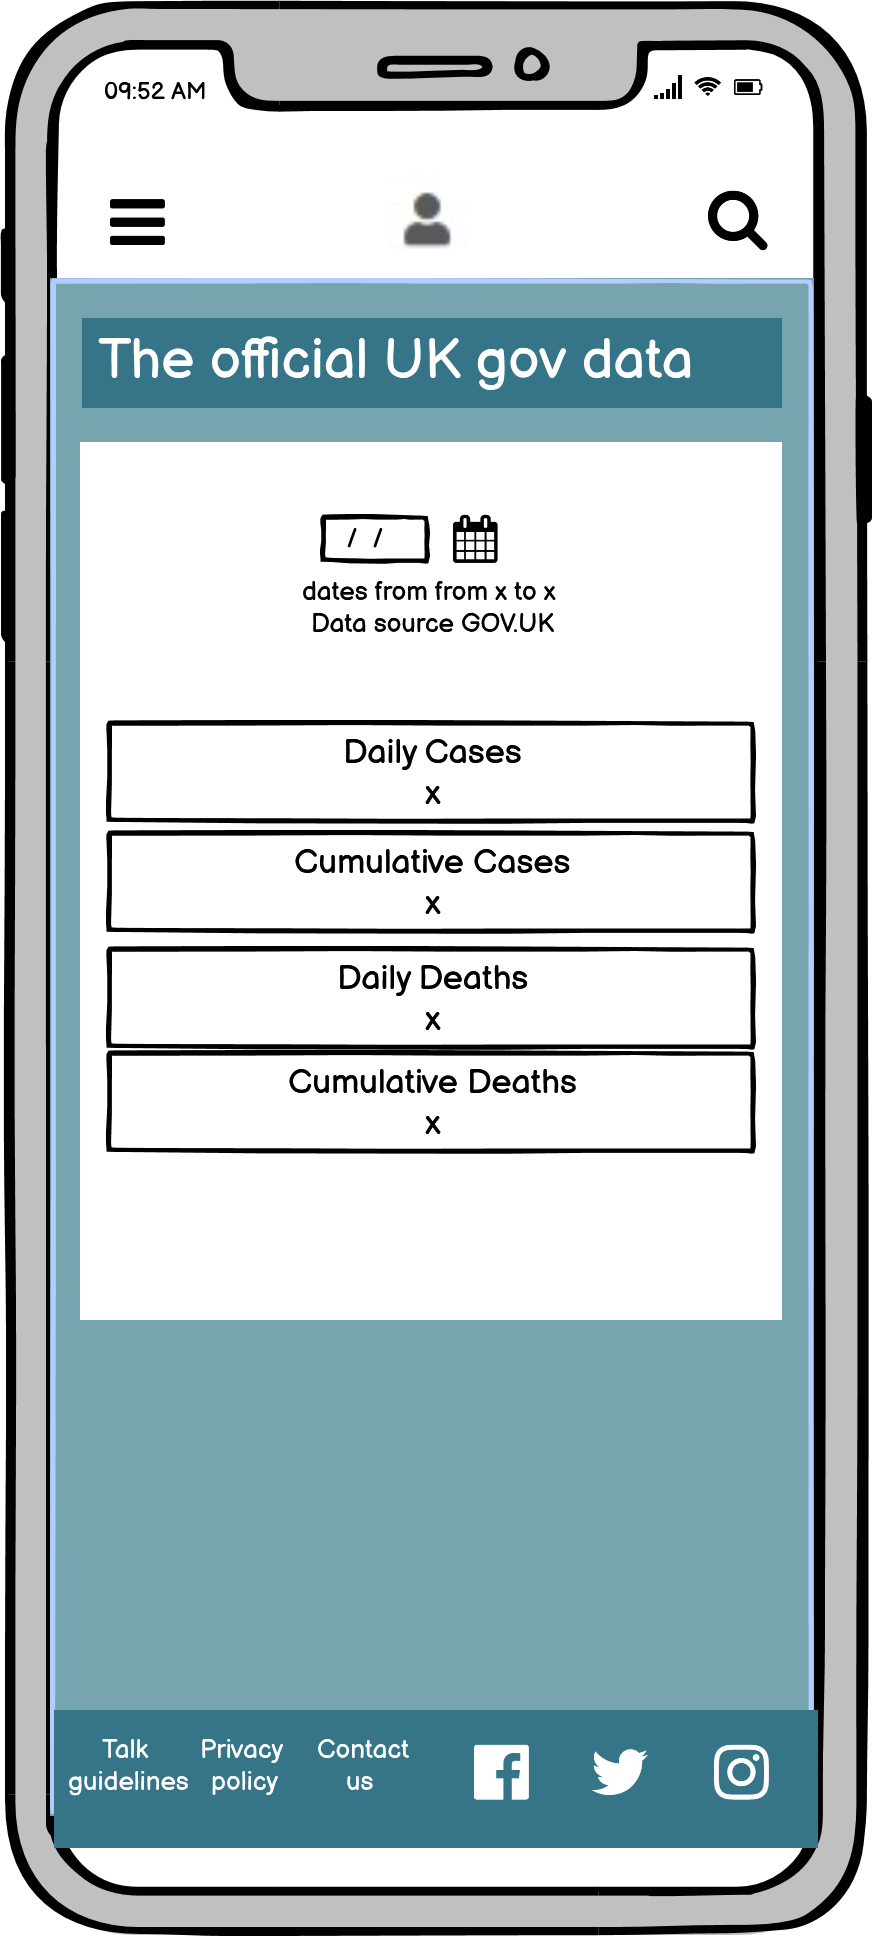 09:52 AM
The official UK gov data
/ /
dates from from x to x
Data source GOV.UK
Daily Cases
x
Cumulative Cases
x
Daily Deaths
x
Cumulative Deaths
x
Talk guidelines
Privacy policy
Contact us